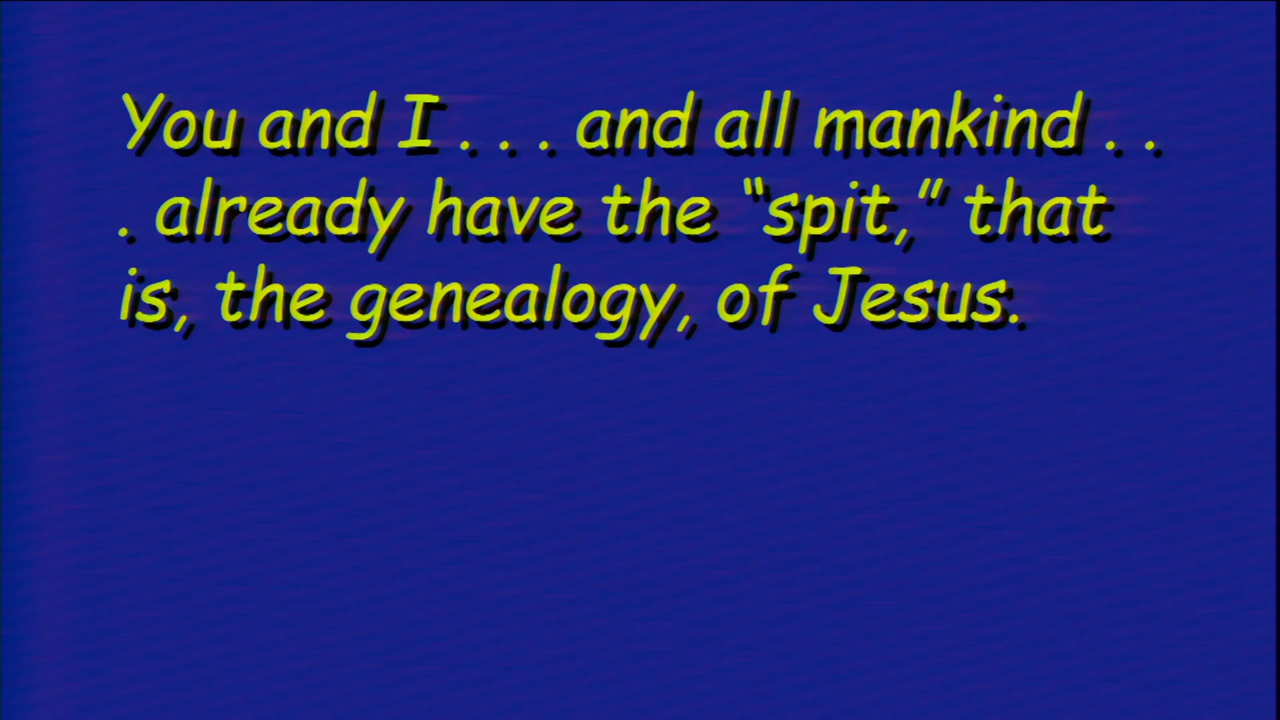 You and I . . . and all mankind . .
. already have the “spit,” that
is, the genealogy, of Jesus.